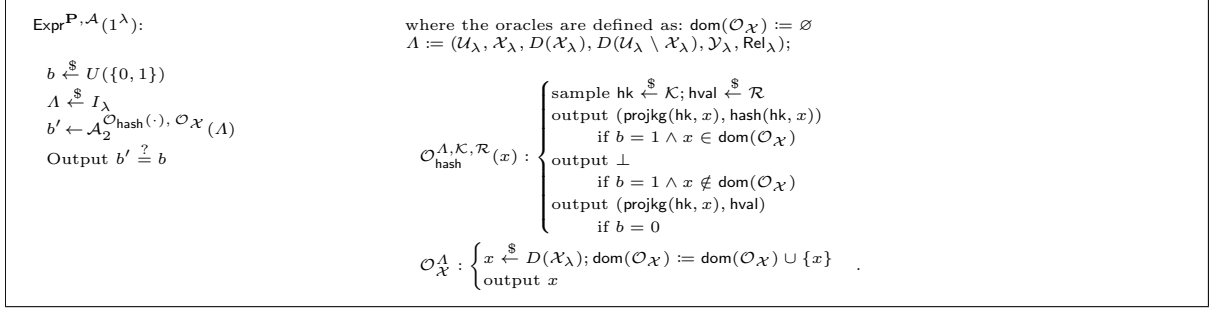 Expr^{P,𝒜}(1^λ):
b ←$ U({0, 1})
Λ ←$ I_λ
b′ ← 𝒜_2^{𝒪_hash(·), 𝒪_𝒳}(Λ)
Output b′ ≟ b
where the oracles are defined as: dom(𝒪_𝒳) := ∅
Λ := (𝒰_λ, 𝒳_λ, D(𝒳_λ), D(𝒰_λ \ 𝒳_λ), 𝒴_λ, Rel_λ);
𝒪_hash^{Λ,𝒦,ℛ}(x) : { sample hk ←$ 𝒦; hval ←$ ℛ
output (projkg(hk, x), hash(hk, x))
if b = 1 ∧ x ∈ dom(𝒪_𝒳)
output ⊥
if b = 1 ∧ x ∉ dom(𝒪_𝒳)
output (projkg(hk, x), hval)
if b = 0
𝒪_𝒳^Λ : { x ←$ D(𝒳_λ); dom(𝒪_𝒳) := dom(𝒪_𝒳) ∪ {x}
output x .